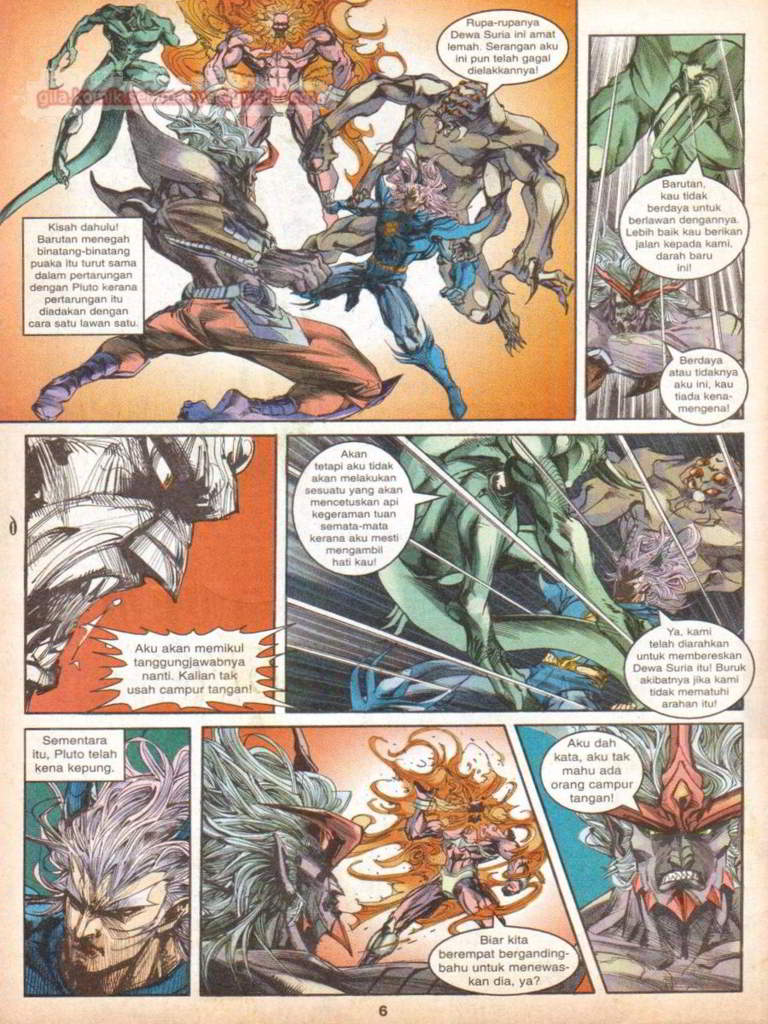 Rupa-rupanya
Dewa Suria ini amat
lemah. Serangan aku
ini pun telah gagal
dielakkannya!
Kisah dahulu!
Barutan menegah
binatang-binatang
puaka itu turut sama
dalam pertarungan
dengan Pluto kerana
pertarungan itu
diadakan dengan
cara satu lawan satu.
Barutan,
kau tidak
berdaya untuk
berlawan dengannya.
Lebih baik kau berikan
jalan kepada kami,
darah baru
ini!
Berdaya
atau tidaknya
aku ini, kau
tiada kena-
mengena!
Aku akan memikul
tanggungjawabnya
nanti. Kalian tak
usah campur tangan!
Akan
tetapi aku tidak
akan melakukan
sesuatu yang akan
mencetuskan api
kegeraman tuan
semata-mata
kerana aku mesti
mengambil
hati kau!
Ya, kami
telah diarahkan
untuk membereskan
Dewa Suria itu! Buruk
akibatnya jika kami
tidak mematuhi
arahan itu!
Sementara
itu, Pluto telah
kena kepung.
Biar kita
berempat berganding-
bahu untuk menewas-
kan dia, ya?
Aku dah
kata, aku tak
mahu ada
orang campur
tangan!
6